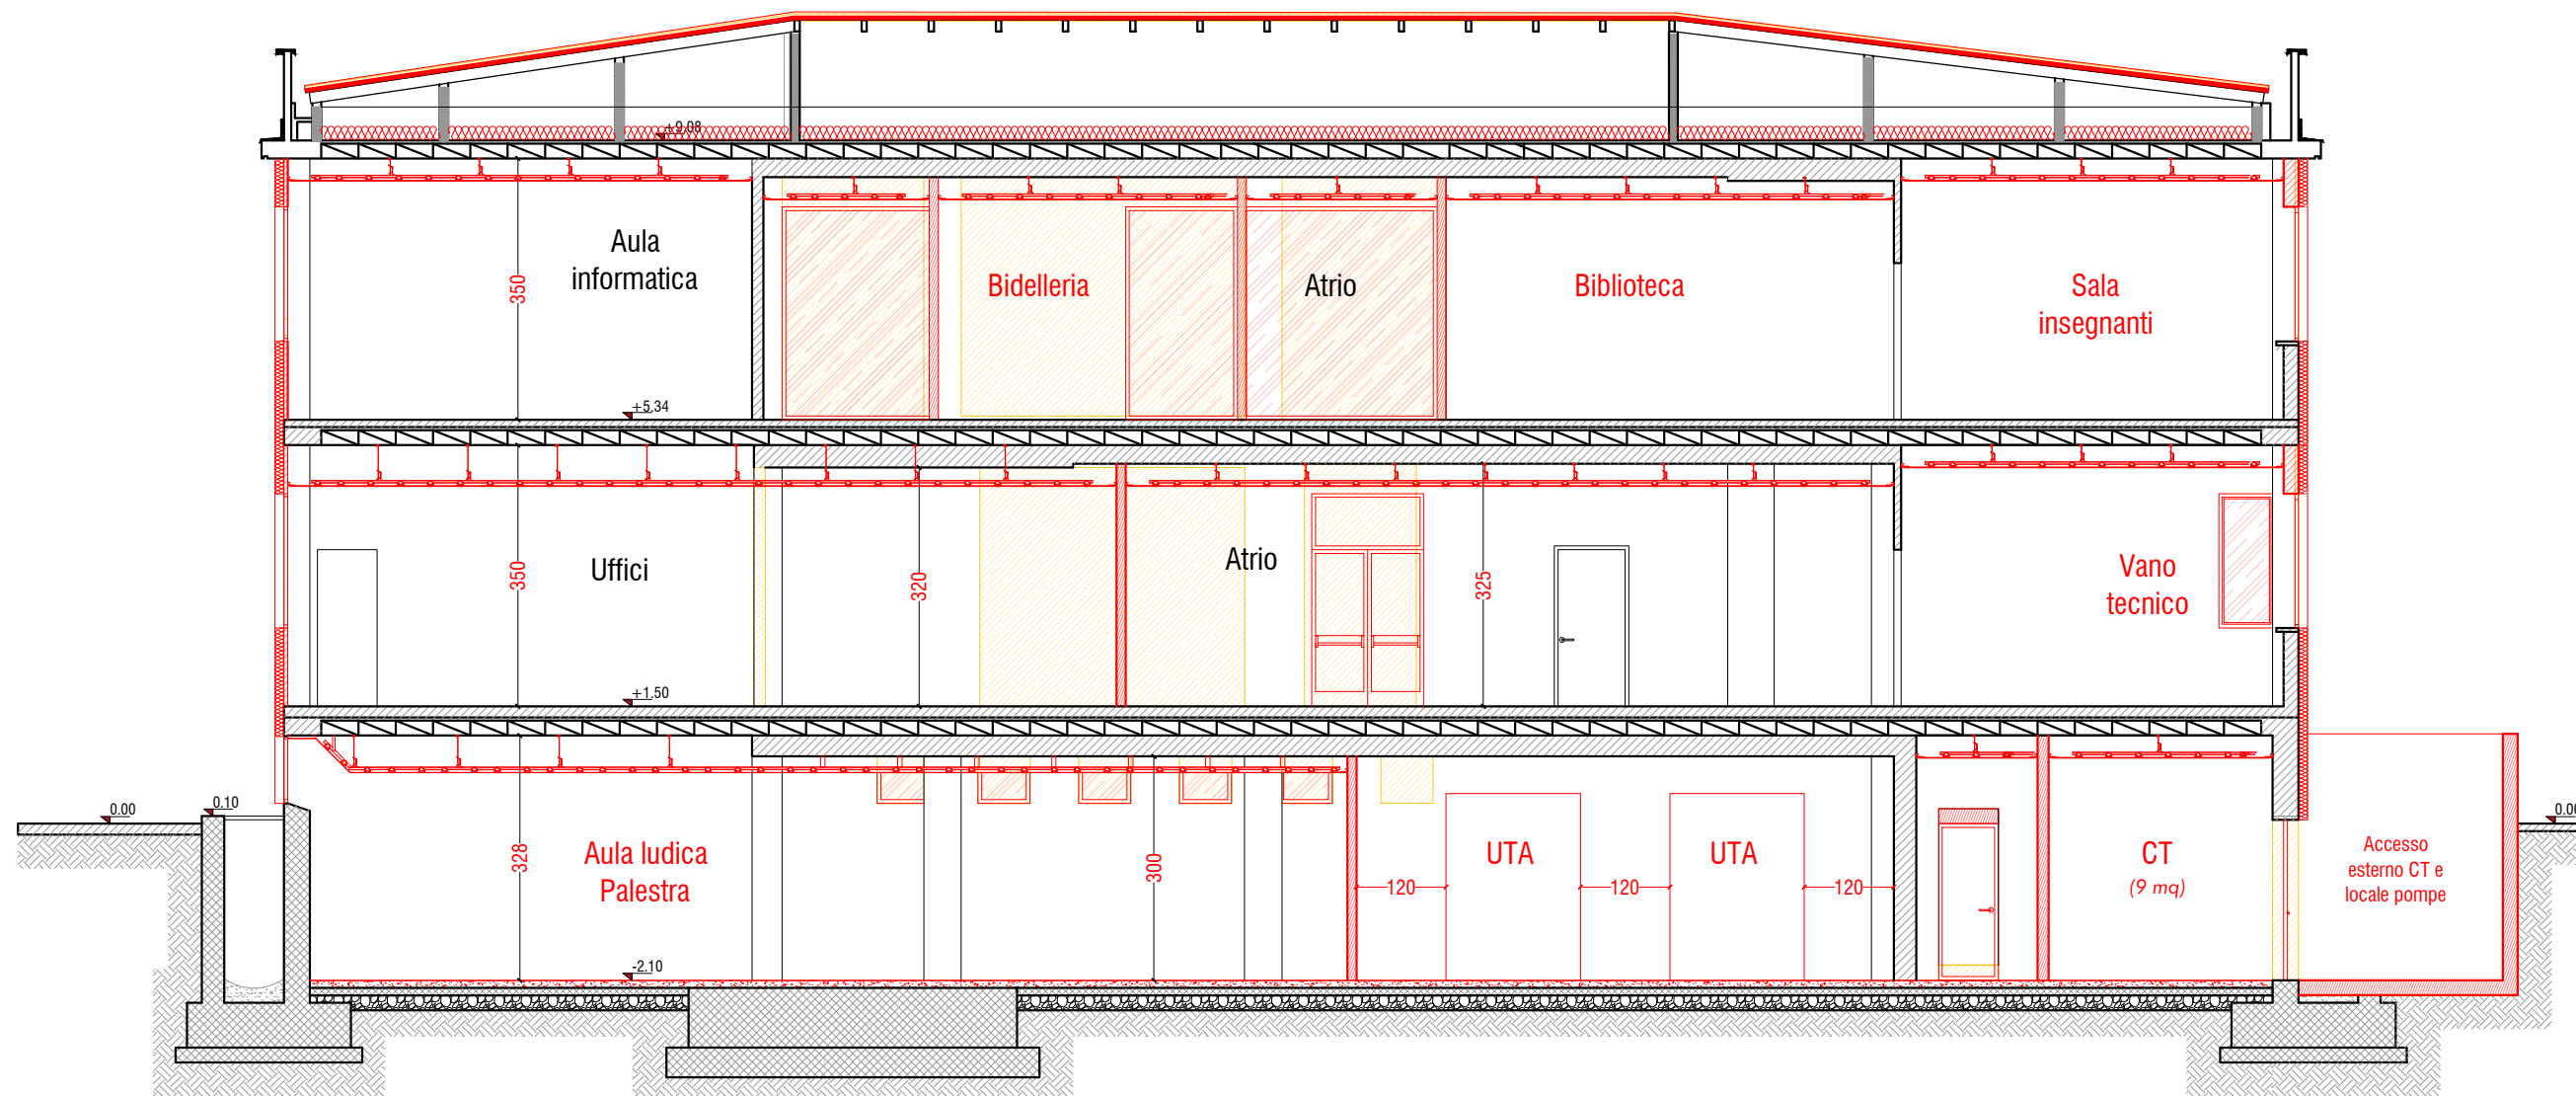 +9.08
Aula
informatica
350
Bidelleria
Atrio
Biblioteca
Sala
insegnanti
+5.34
Uffici
350
320
Atrio
325
Vano
tecnico
+1.50
0.00
0.10
328
Aula ludica
Palestra
300
UTA
UTA
120
120
120
CT
(9 mq)
Accesso
esterno CT e
locale pompe
-2.10